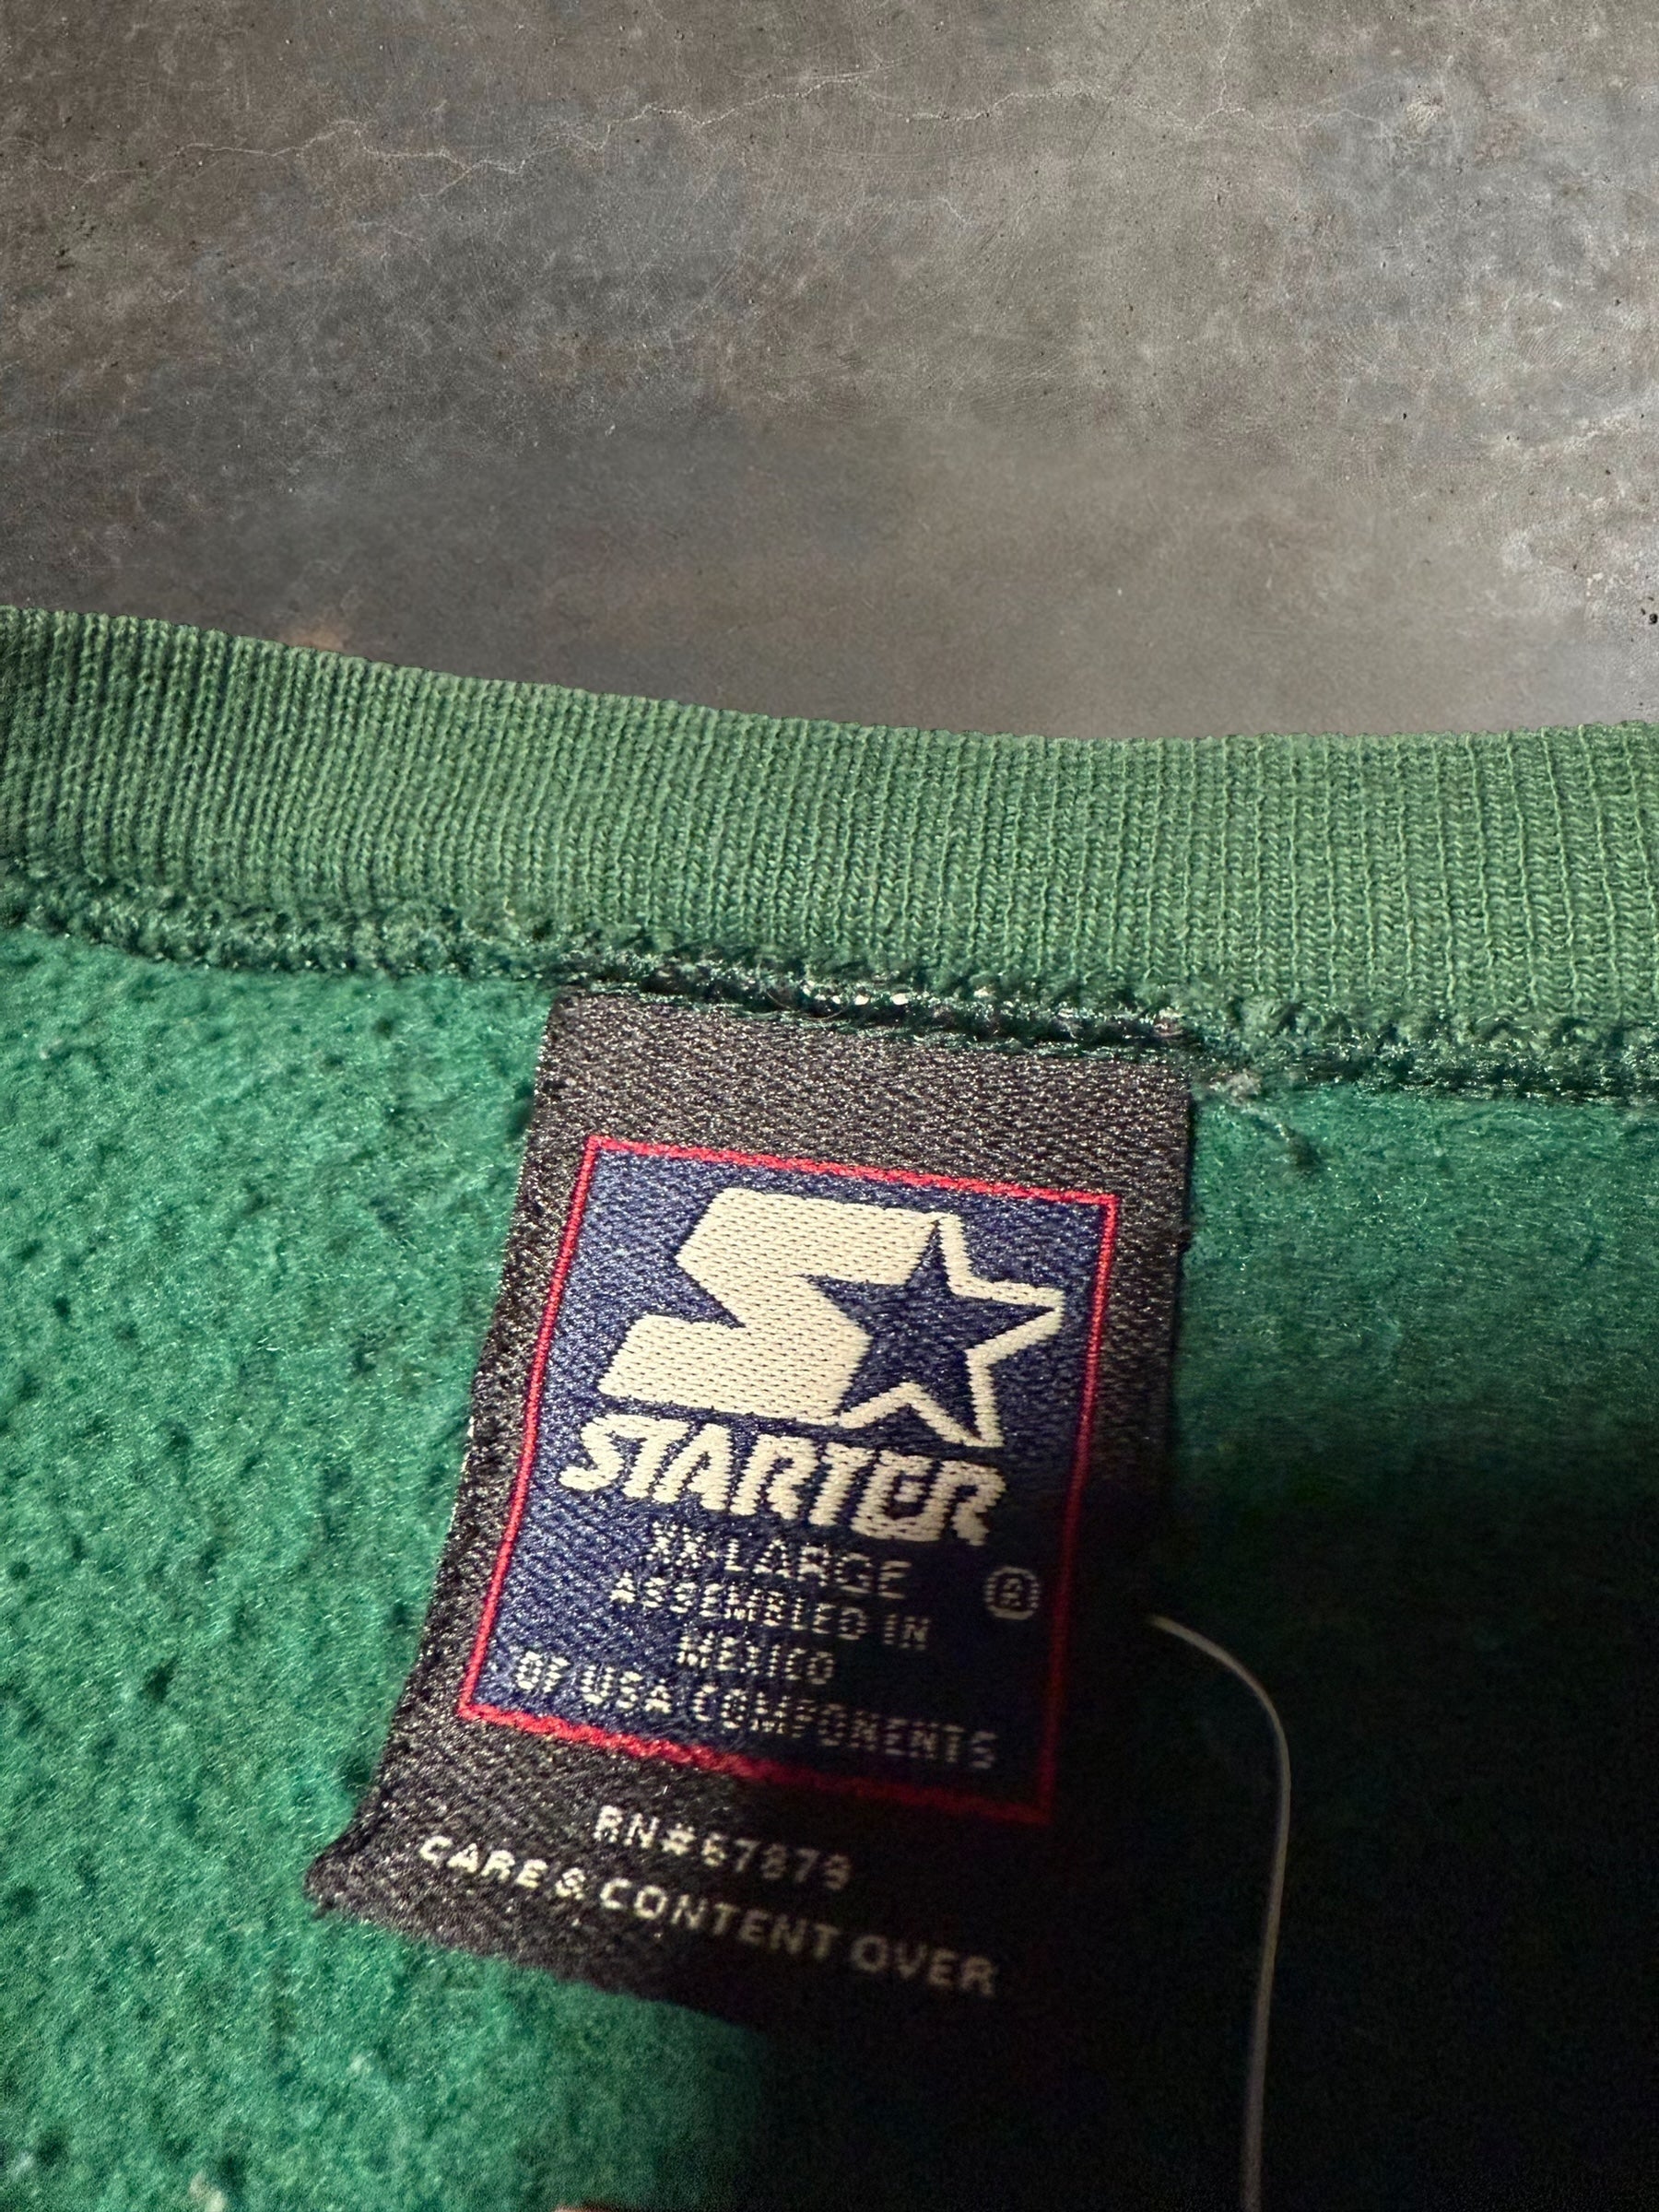 STARTER
XX-LARGE ®
ASSEMBLED IN
MEXICO
OF USA COMPONENTS
RN#67879
CARE & CONTENT OVER